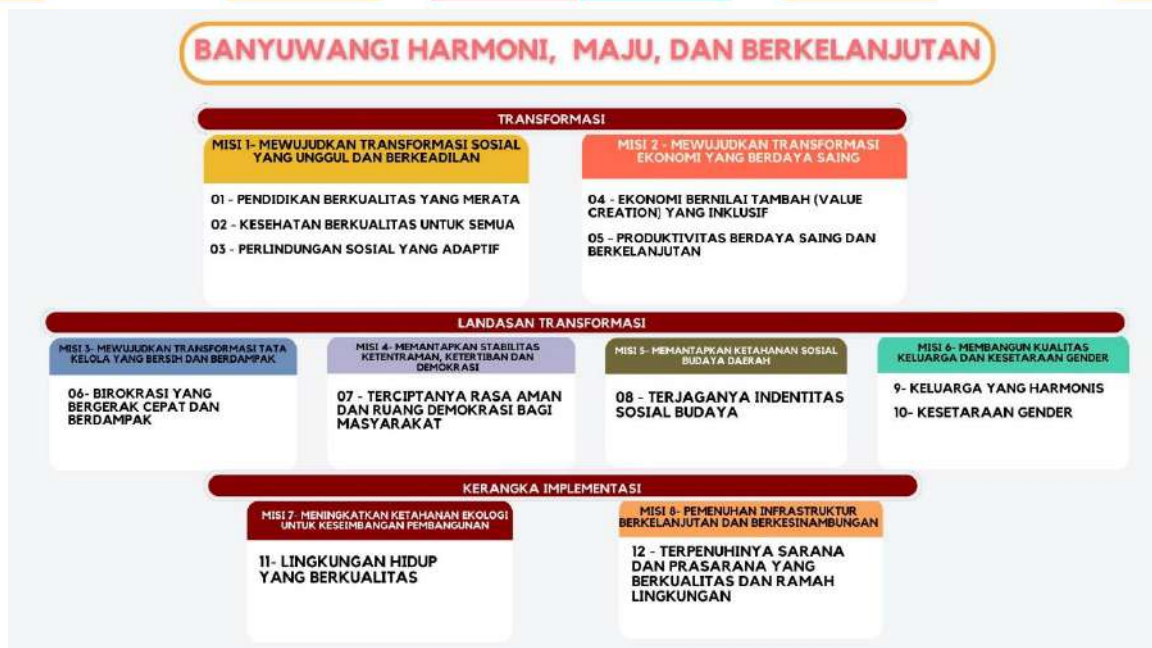 BANYUWANGI HARMONI, MAJU, DAN BERKELANJUTAN
TRANSFORMASI
MISI 1- MEWUJUDKAN TRANSFORMASI SOSIAL
YANG UNGGUL DAN BERKEADILAN
01 - PENDIDIKAN BERKUALITAS YANG MERATA
02 - KESEHATAN BERKUALITAS UNTUK SEMUA
03 - PERLINDUNGAN SOSIAL YANG ADAPTIF
MISI 2 - MEWUJUDKAN TRANSFORMASI
EKONOMI YANG BERDAYA SAING
04 - EKONOMI BERNILAI TAMBAH (VALUE
CREATION) YANG INKLUSIF
05 - PRODUKTIVITAS BERDAYA SAING DAN
BERKELANJUTAN
LANDASAN TRANSFORMASI
MISI 3- MEWUJUDKAN TRANSFORMASI TATA
KELOLA YANG BERSIH DAN BERDAMPAK
06- BIROKRASI YANG
BERGERAK CEPAT DAN
BERDAMPAK
MISI 4- MEMANTAPKAN STABILITAS
KETENTRAMAN, KETERTIBAN DAN
DEMOKRASI
07 - TERCIPTANYA RASA AMAN
DAN RUANG DEMOKRASI BAGI
MASYARAKAT
MISI 5- MEMANTAPKAN KETAHANAN SOSIAL
BUDAYA DAERAH
08 - TERJAGANYA INDENTITAS
SOSIAL BUDAYA
MISI 6- MEMBANGUN KUALITAS
KELUARGA DAN KESETARAAN GENDER
9- KELUARGA YANG HARMONIS
10- KESETARAAN GENDER
KERANGKA IMPLEMENTASI
MISI 7- MENINGKATKAN KETAHANAN EKOLOGI
UNTUK KESEIMBANGAN PEMBANGUNAN
11- LINGKUNGAN HIDUP
YANG BERKUALITAS
MISI 8- PEMENUHAN INFRASTRUKTUR
BERKELANJUTAN DAN BERKESINAMBUNGAN
12 - TERPENUHINYA SARANA
DAN PRASARANA YANG
BERKUALITAS DAN RAMAH
LINGKUNGAN